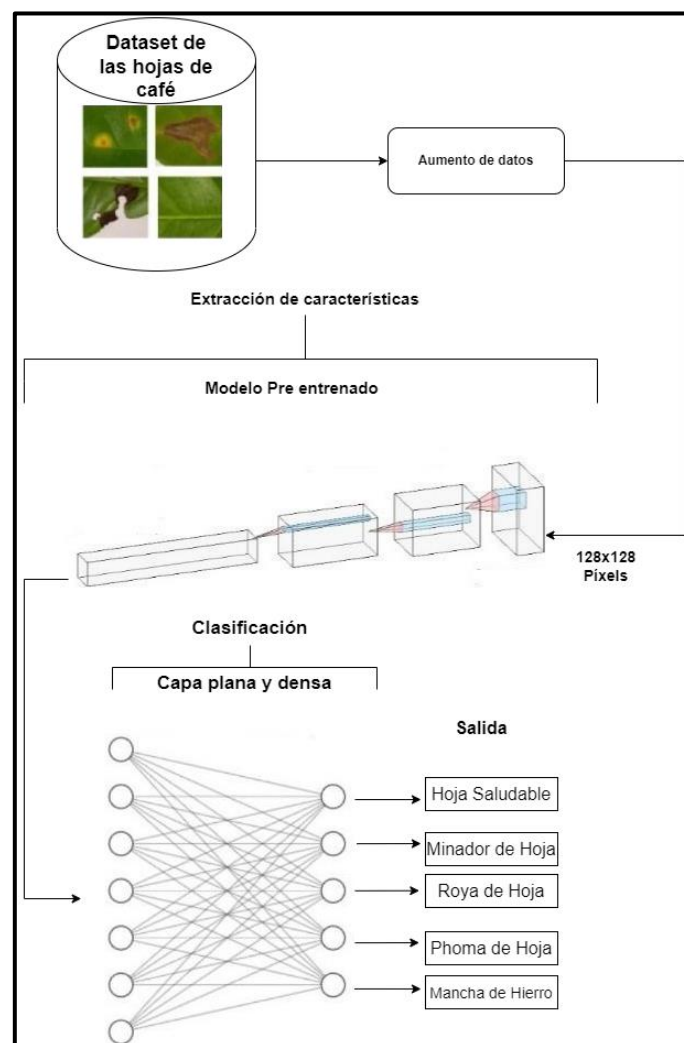 Dataset de
las hojas de
café
Aumento de datos
Extracción de características
Modelo Pre entrenado
128x128
Píxels
Clasificación
Capa plana y densa
Salida
Hoja Saludable
Minador de Hoja
Roya de Hoja
Phoma de Hoja
Mancha de Hierro